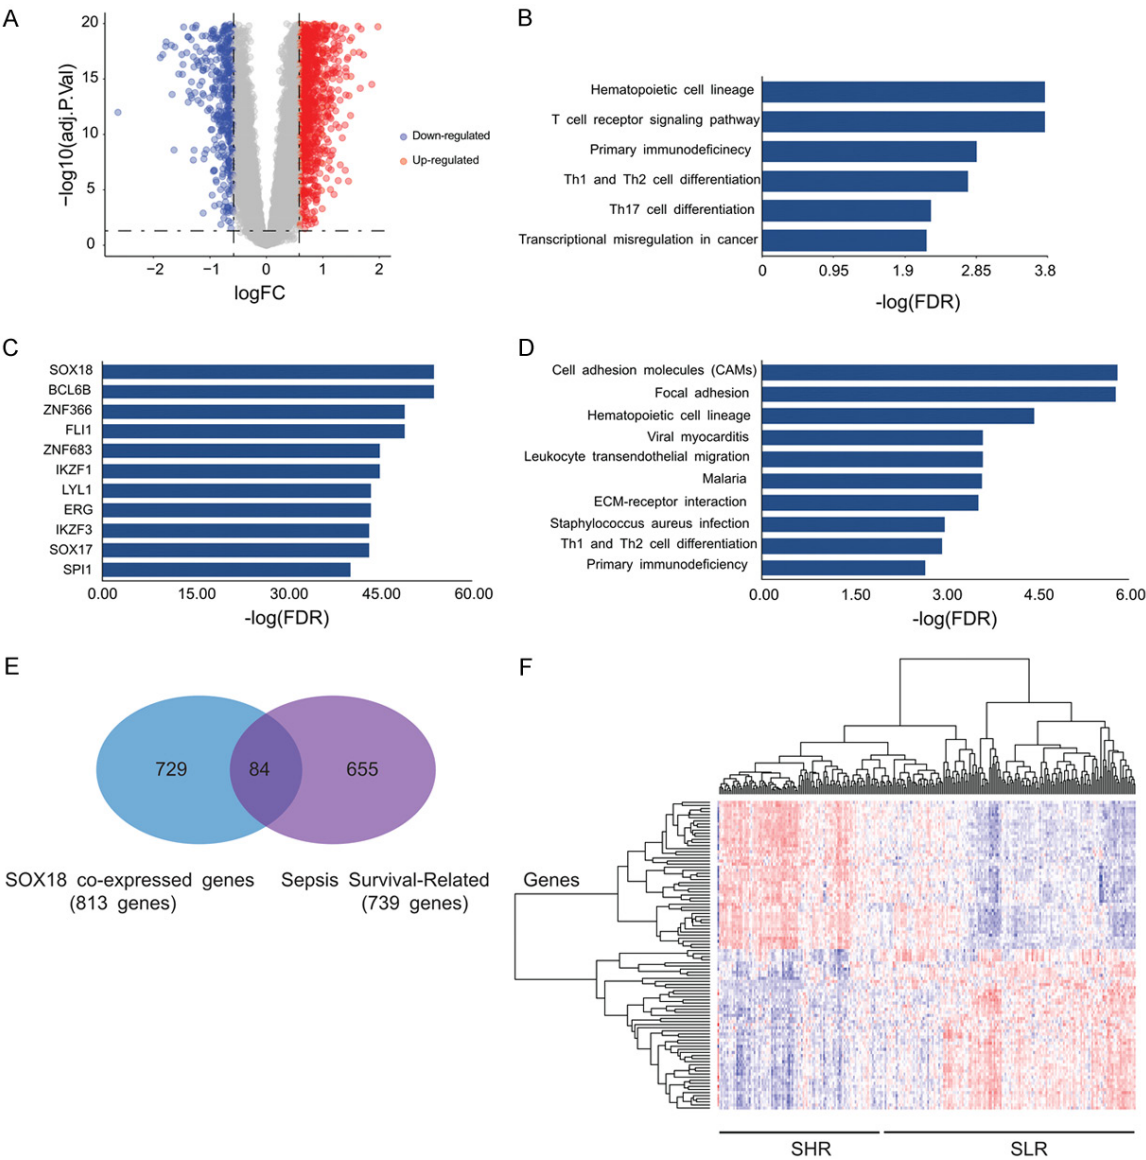 A
20
15
10
5
0
−log10(adj.P.Val)
−2
−1
0
1
2
logFC
Down-regulated
Up-regulated
B
Hematopoietic cell lineage
T cell receptor signaling pathway
Primary immunodeficinecy
Th1 and Th2 cell differentiation
Th17 cell differentiation
Transcriptional misregulation in cancer
0 0.95 1.9 2.85 3.8
-log(FDR)
C
SOX18
BCL6B
ZNF366
FLI1
ZNF683
IKZF1
LYL1
ERG
IKZF3
SOX17
SPI1
0.00 15.00 30.00 45.00 60.00
-log(FDR)
D
Cell adhesion molecules (CAMs)
Focal adhesion
Hematopoietic cell lineage
Viral myocarditis
Leukocyte transendothelial migration
Malaria
ECM-receptor interaction
Staphylococcus aureus infection
Th1 and Th2 cell differentiation
Primary immunodeficiency
0.00 1.50 3.00 4.50 6.00
-log(FDR)
E
729 84 655
SOX18 co-expressed genes
(813 genes)
Sepsis Survival-Related
(739 genes)
F
Genes
SHR SLR